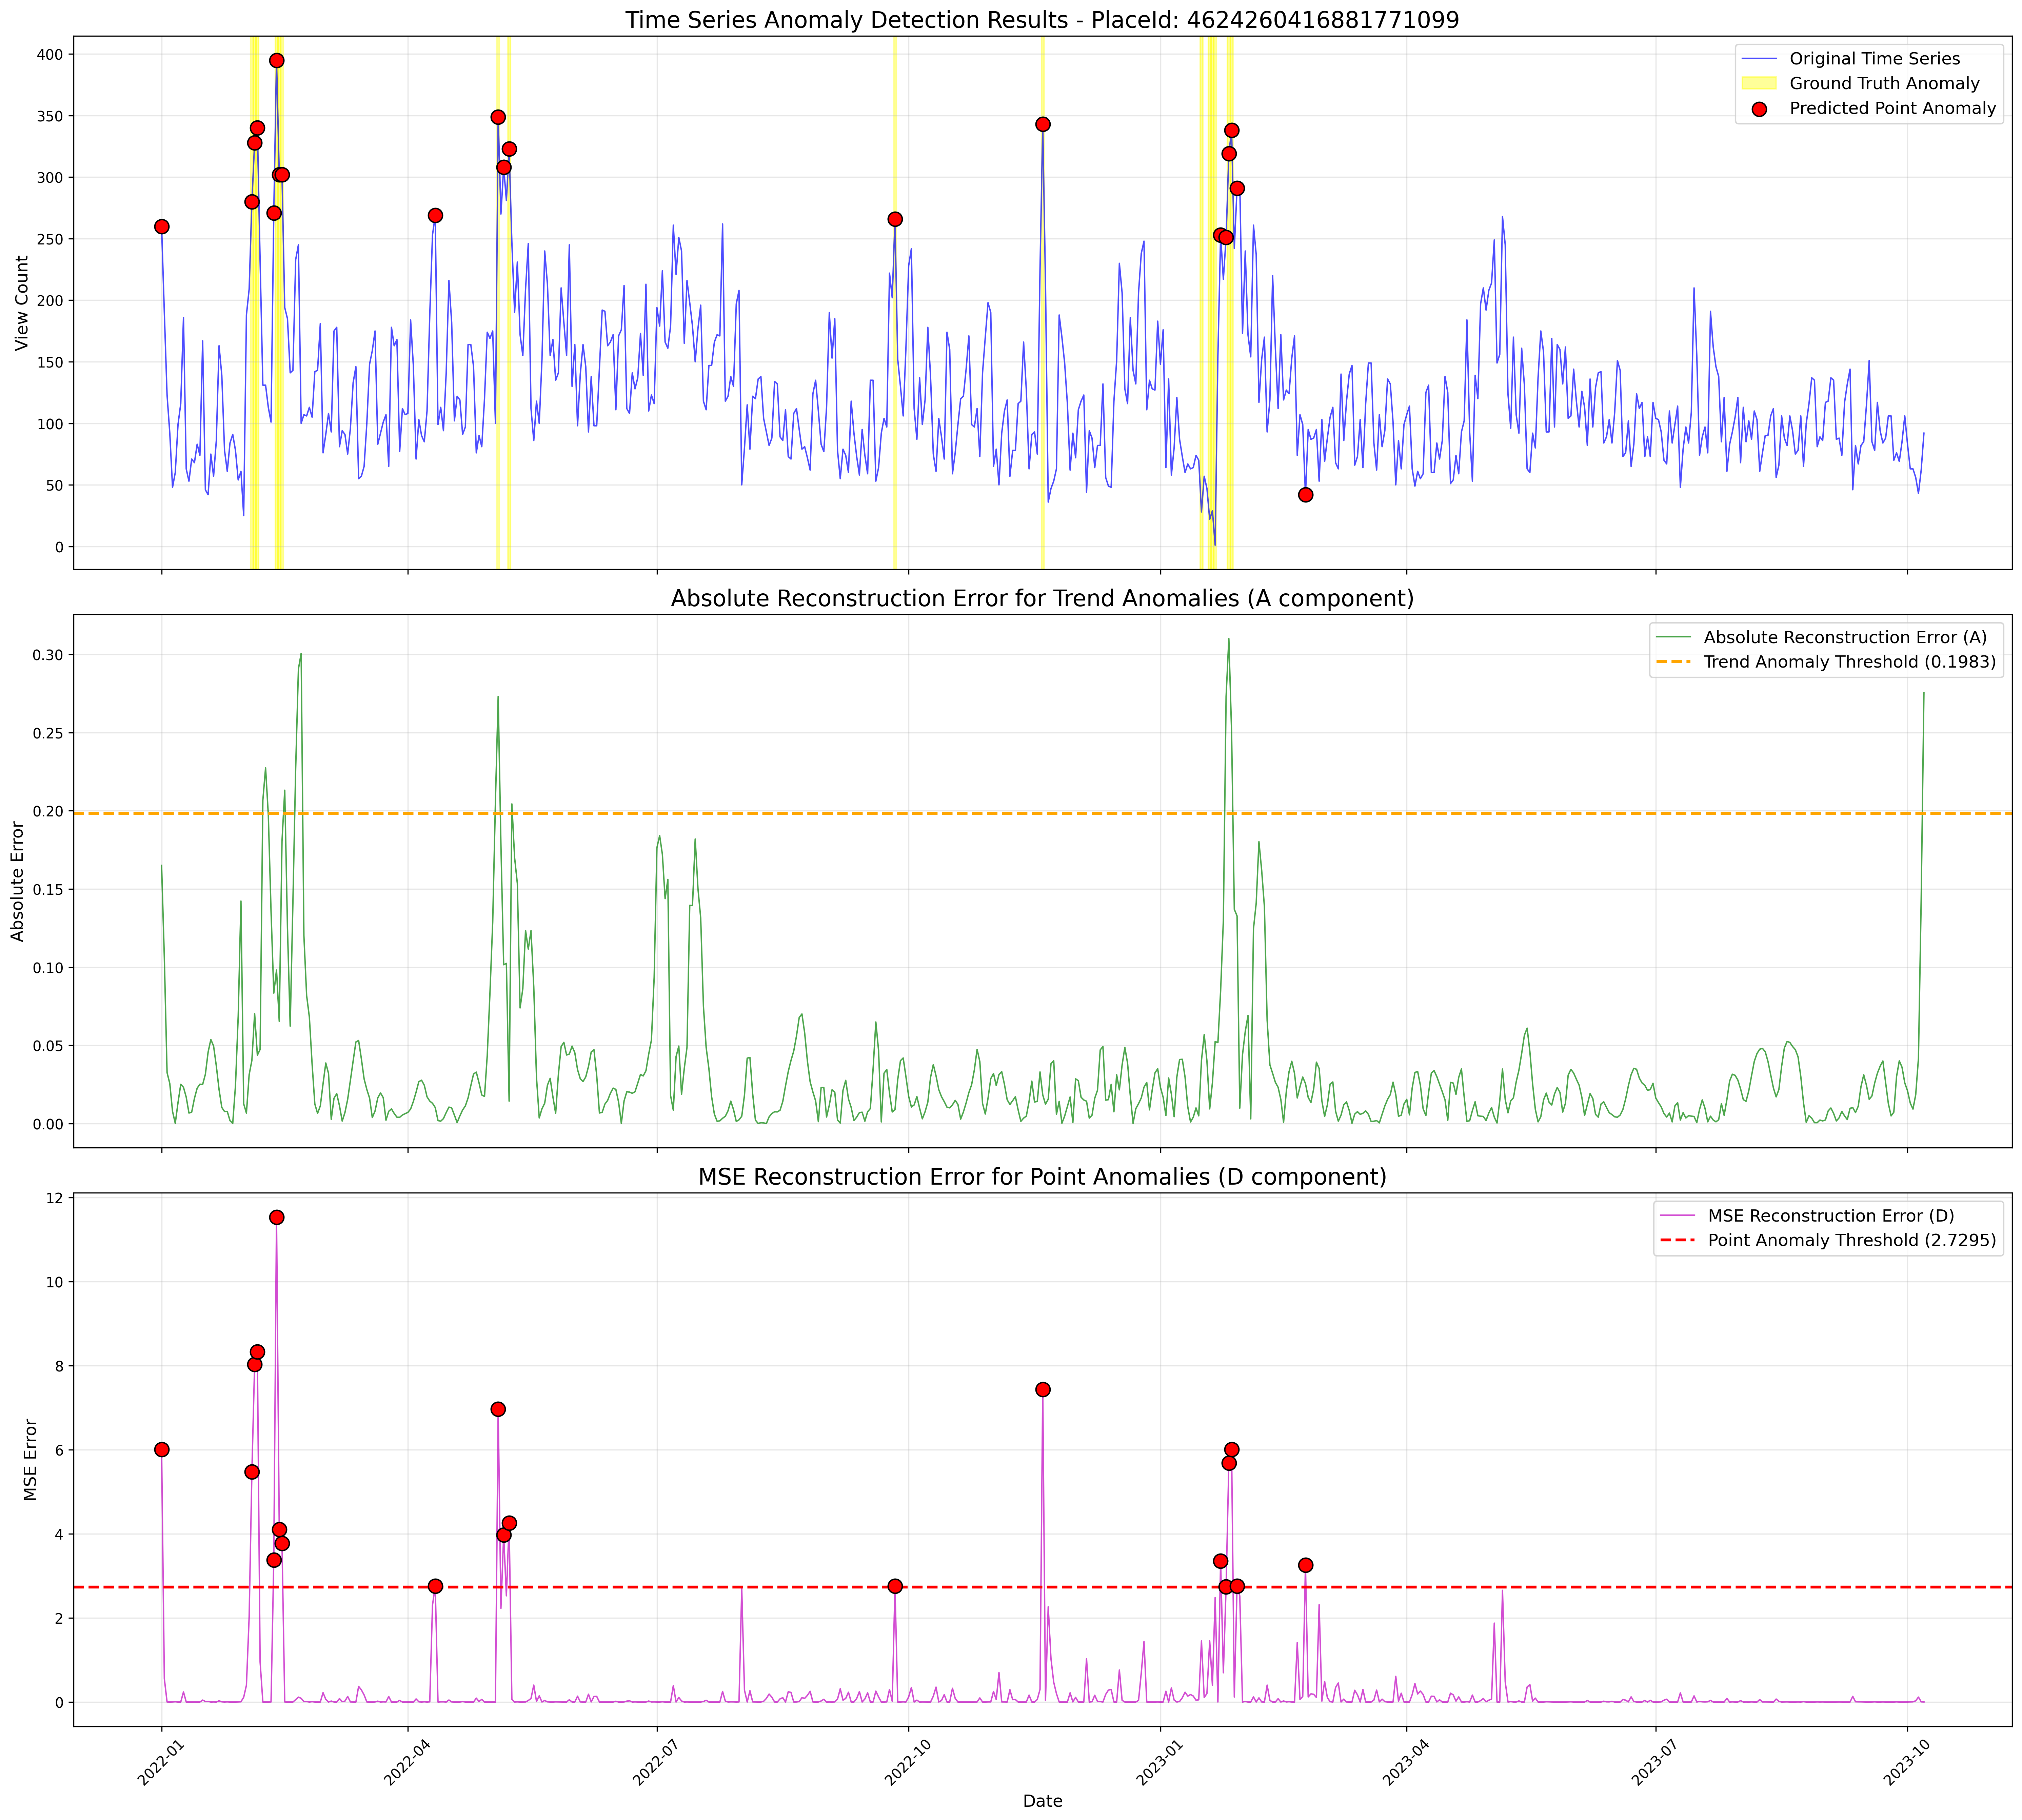 Time Series Anomaly Detection Results - PlaceId: 4624260416881771099
View Count
400
350
300
250
200
150
100
50
0
Original Time Series
Ground Truth Anomaly
Predicted Point Anomaly
Absolute Reconstruction Error for Trend Anomalies (A component)
Absolute Error
0.30
0.25
0.20
0.15
0.10
0.05
0.00
Absolute Reconstruction Error (A)
Trend Anomaly Threshold (0.1983)
MSE Reconstruction Error for Point Anomalies (D component)
MSE Error
12
10
8
6
4
2
0
MSE Reconstruction Error (D)
Point Anomaly Threshold (2.7295)
2022-01
2022-04
2022-07
2022-10
2023-01
2023-04
2023-07
2023-10
Date